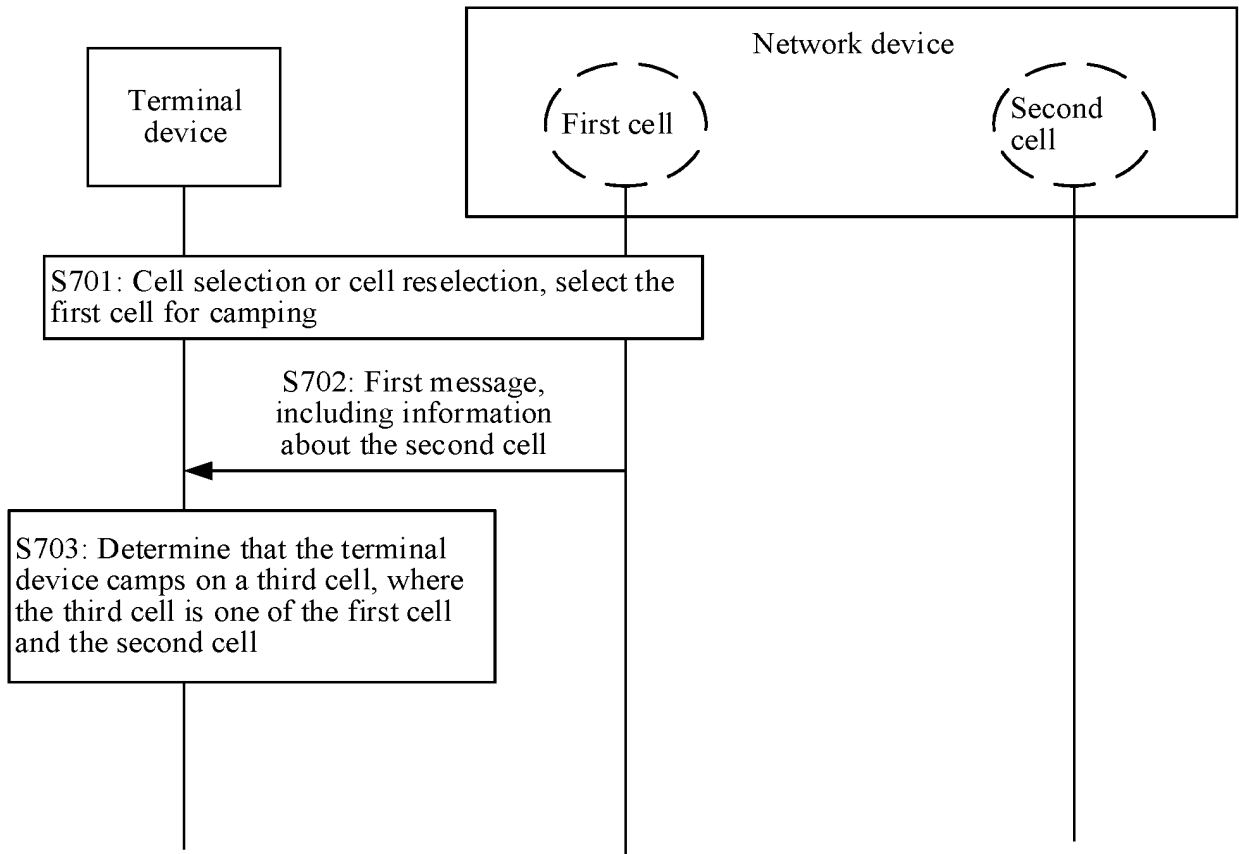 Network device
Terminal
device
First cell
Second
cell
S701: Cell selection or cell reselection, select the
first cell for camping
S702: First message,
including information
about the second cell
S703: Determine that the terminal
device camps on a third cell, where
the third cell is one of the first cell
and the second cell